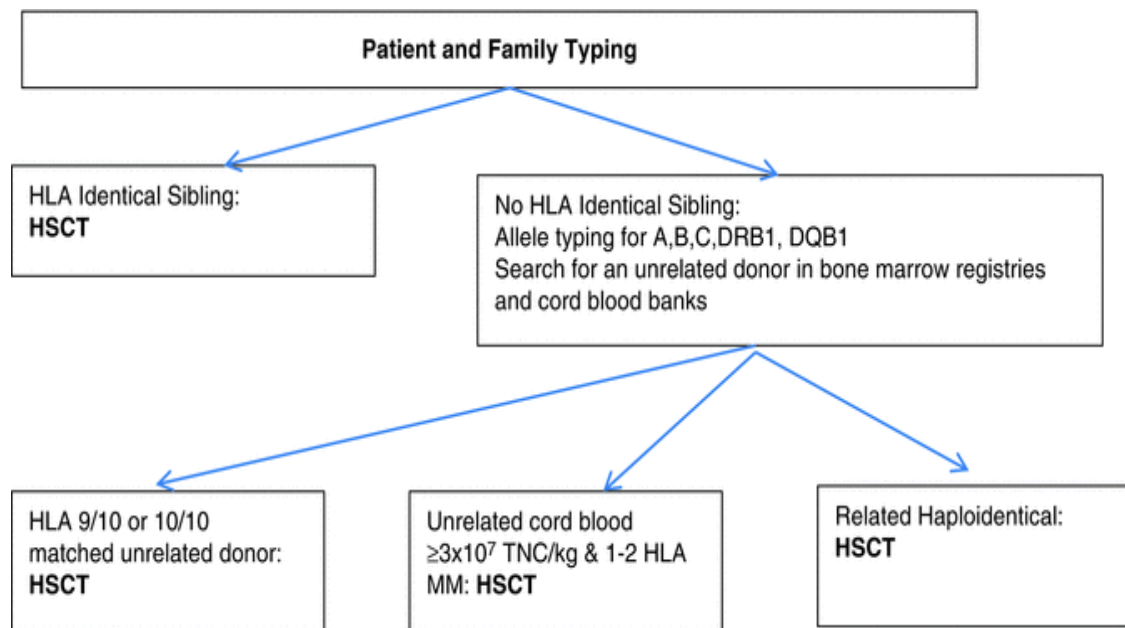 Patient and Family Typing
HLA Identical Sibling:
HSCT
No HLA Identical Sibling:
Allele typing for A,B,C,DRB1, DQB1
Search for an unrelated donor in bone marrow registries
and cord blood banks
HLA 9/10 or 10/10
matched unrelated donor:
HSCT
Unrelated cord blood
≥3x10⁷ TNC/kg & 1-2 HLA
MM: HSCT
Related Haploidentical:
HSCT